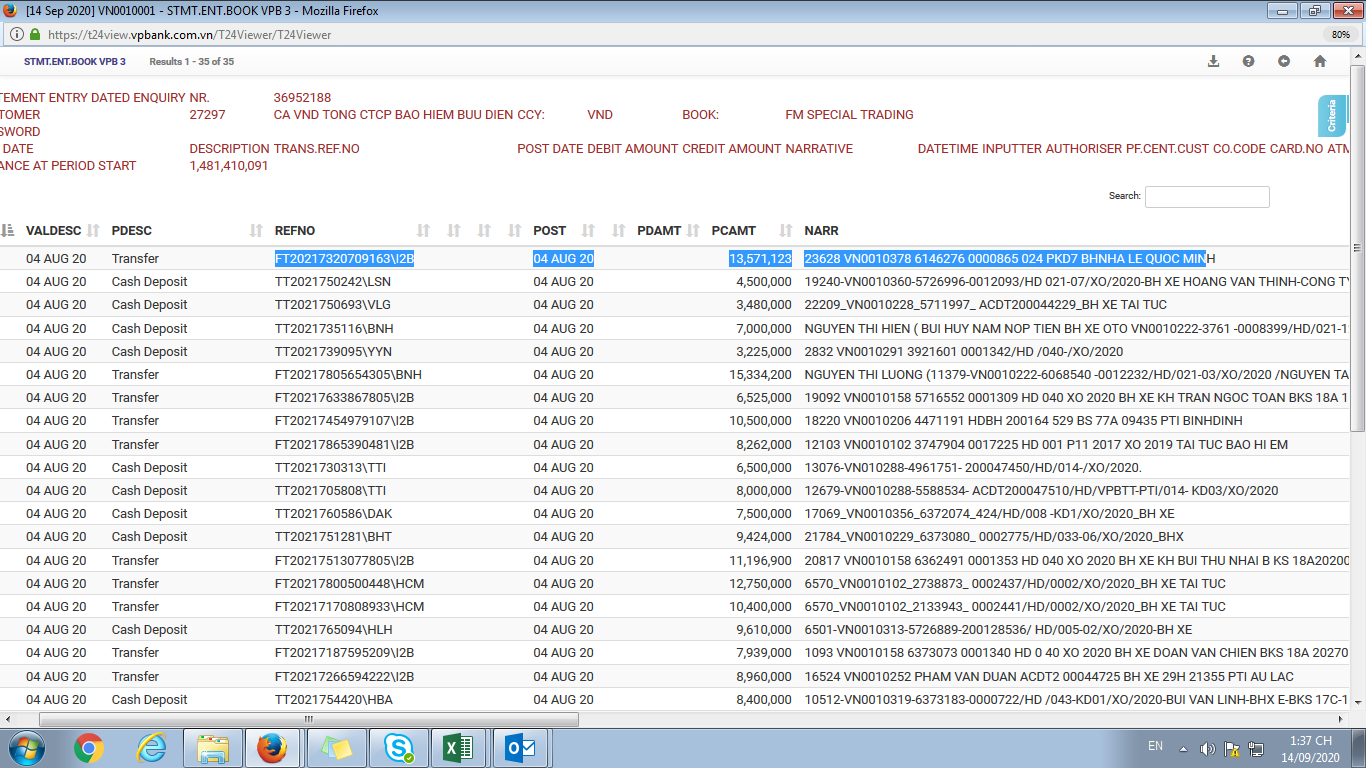 [14 Sep 2020] VN0010001 - STMT.ENT.BOOK VPB 3 - Mozilla Firefox
https://t24view.vpbank.com.vn/T24Viewer/T24Viewer 80%
STMT.ENT.BOOK VPB 3 Results 1 - 35 of 35
TEMENT ENTRY DATED ENQUIRY NR. 36952188
TOMER 27297 CA VND TONG CTCP BAO HIEM BUU DIEN CCY: VND BOOK: FM SPECIAL TRADING
SWORD
DATE DESCRIPTION TRANS.REF.NO POST DATE DEBIT AMOUNT CREDIT AMOUNT NARRATIVE DATETIME INPUTTER AUTHORISER PF.CENT.CUST CO.CODE CARD.NO ATM
ANCE AT PERIOD START 1,481,410,091
Criteria
Search:
VALDESC PDESC REFNO POST PDAMT PCAMT NARR
04 AUG 20 Transfer FT20217320709163\I2B 04 AUG 20 13,571,123 23628 VN0010378 6146276 0000865 024 PKD7 BHNHA LE QUOC MINH
04 AUG 20 Cash Deposit TT2021750242\LSN 04 AUG 20 4,500,000 19240-VN0010360-5726996-0012093/HD 021-07/XO/2020-BH XE HOANG VAN THINH-CONG TY
04 AUG 20 Cash Deposit TT2021750693\VLG 04 AUG 20 3,480,000 22209_VN0010228_5711997_ ACDT200044229_BH XE TAI TUC
04 AUG 20 Cash Deposit TT2021735116\BNH 04 AUG 20 7,000,000 NGUYEN THI HIEN ( BUI HUY NAM NOP TIEN BH XE OTO VN0010222-3761 -0008399/HD/021-1
04 AUG 20 Cash Deposit TT2021739095\YYN 04 AUG 20 3,225,000 2832 VN0010291 3921601 0001342/HD /040-/XO/2020
04 AUG 20 Transfer FT20217805654305\BNH 04 AUG 20 15,334,200 NGUYEN THI LUONG (11379-VN0010222-6068540 -0012232/HD/021-03/XO/2020 /NGUYEN TA
04 AUG 20 Transfer FT20217633867805\I2B 04 AUG 20 6,525,000 19092 VN0010158 5716552 0001309 HD 040 XO 2020 BH XE KH TRAN NGOC TOAN BKS 18A 1
04 AUG 20 Transfer FT20217454979107\I2B 04 AUG 20 10,500,000 18220 VN0010206 4471191 HDBH 200164 529 BS 77A 09435 PTI BINHDINH
04 AUG 20 Transfer FT20217865390481\I2B 04 AUG 20 8,262,000 12103 VN0010102 3747904 0017225 HD 001 P11 2017 XO 2019 TAI TUC BAO HI EM
04 AUG 20 Cash Deposit TT2021730313\TTI 04 AUG 20 6,500,000 13076-VN010288-4961751- 200047450/HD/014-/XO/2020.
04 AUG 20 Cash Deposit TT2021705808\TTI 04 AUG 20 8,000,000 12679-VN0010288-5588534- ACDT200047510/HD/VPBTT-PTI/014- KD03/XO/2020
04 AUG 20 Cash Deposit TT2021760586\DAK 04 AUG 20 7,500,000 17069_VN0010276_6372074_424/HD/008 -KD1/XO/2020_BH XE
04 AUG 20 Cash Deposit TT2021751281\BHT 04 AUG 20 9,424,000 21784_VN0010229_6373080_ 0002775/HD/033-06/XO/2020_BHX
04 AUG 20 Transfer FT20217513077805\I2B 04 AUG 20 11,196,900 20817 VN0010158 6362491 0001353 HD 040 XO 2020 BH XE KH BUI THU NHAI B KS 18A20200
04 AUG 20 Transfer FT20217800500448\HCM 04 AUG 20 12,750,000 6570_VN0010102_2738873_ 0002437/HD/0002/XO/2020_BH XE TAI TUC
04 AUG 20 Transfer FT20217170808933\HCM 04 AUG 20 10,400,000 6570_VN0010102_2133943_ 0002441/HD/0002/XO/2020_BH XE TAI TUC
04 AUG 20 Cash Deposit TT2021765094\HLH 04 AUG 20 9,610,000 6501-VN0010313-5726889-200128536/ HD/005-02/XO/2020-BH XE
04 AUG 20 Transfer FT20217187595209\I2B 04 AUG 20 7,939,000 1093 VN0010158 6373073 0001340 HD 0 40 XO 2020 BH XE DOAN VAN CHIEN BKS 18A 20270
04 AUG 20 Transfer FT20217266594222\I2B 04 AUG 20 8,960,000 16524 VN0010252 PHAM VAN DUAN ACDT2 00044725 BH XE 29H 21355 PTI AU LAC
04 AUG 20 Cash Deposit TT2021754420\HBA 04 AUG 20 8,400,000 10512-VN0010319-6373183-0000722/HD /043-KD01/XO/2020-BUI VAN LINH-BHX E-BKS 17C-1
EN 1:37 CH
14/09/2020